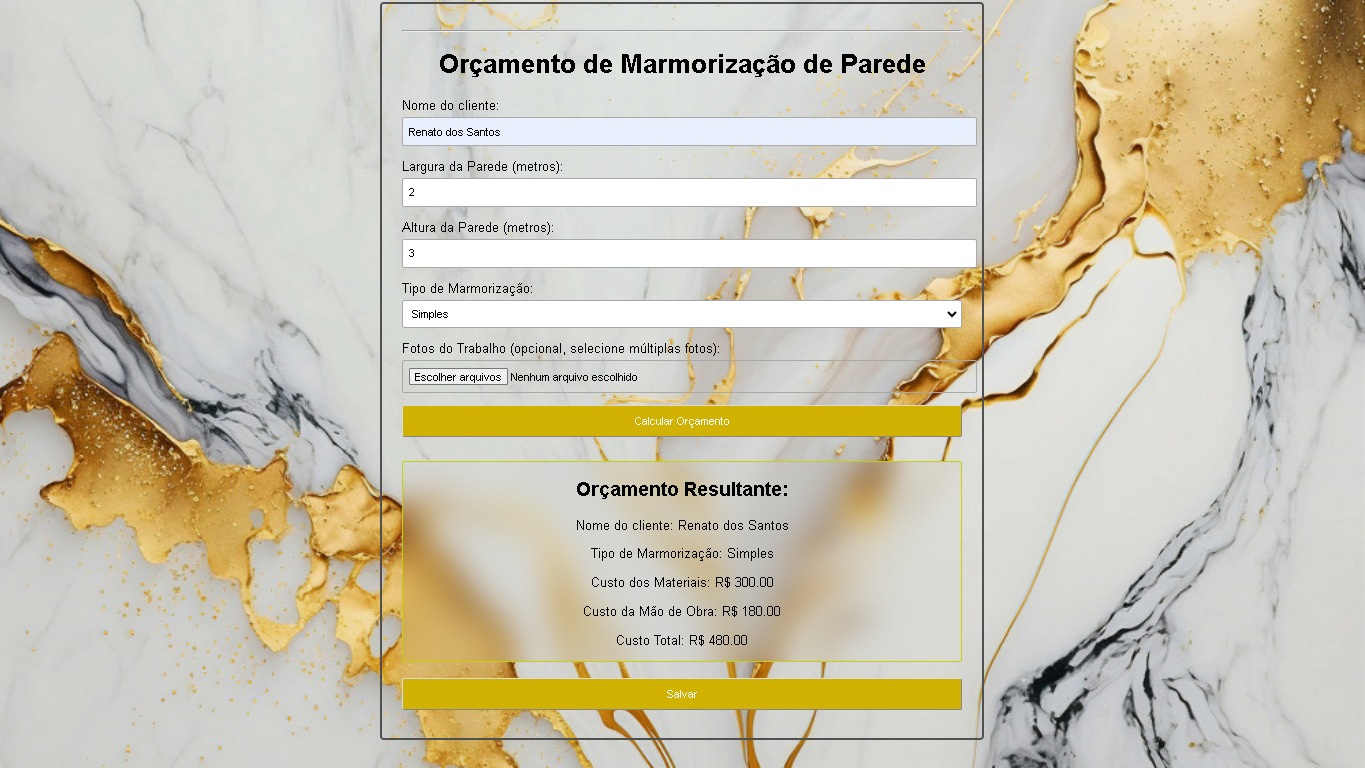 Orçamento de Marmorização de Parede
Nome do cliente:
Renato dos Santos
Largura da Parede (metros):
2
Altura da Parede (metros):
3
Tipo de Marmorização:
Simples
Fotos do Trabalho (opcional, selecione múltiplas fotos):
Escolher arquivos Nenhum arquivo escolhido
Calcular Orçamento
Orçamento Resultante:
Nome do cliente: Renato dos Santos
Tipo de Marmorização: Simples
Custo dos Materiais: R$ 300.00
Custo da Mão de Obra: R$ 180.00
Custo Total: R$ 480.00
Salvar